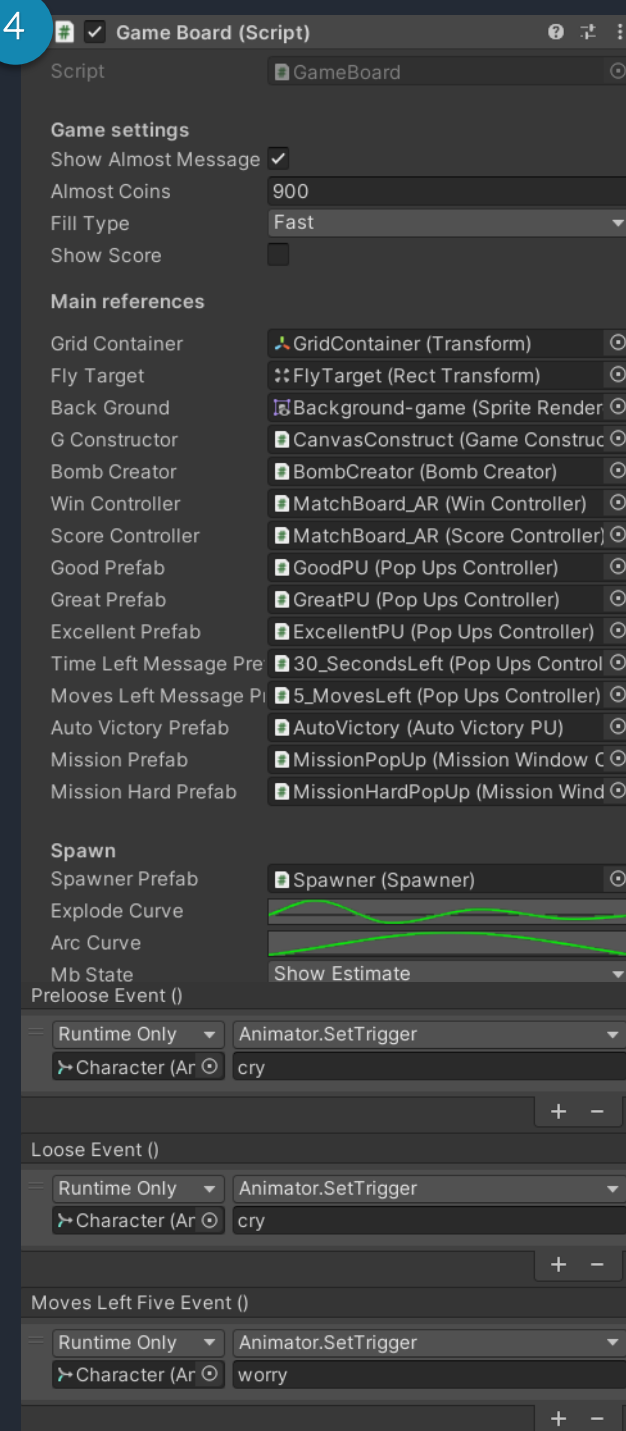 4
Game Board (Script)
Script GameBoard
Game settings
Show Almost Message
Almost Coins 900
Fill Type Fast
Show Score
Main references
Grid Container GridContainer (Transform)
Fly Target FlyTarget (Rect Transform)
Back Ground Background-game (Sprite Render
G Constructor CanvasConstruct (Game Construc
Bomb Creator BombCreator (Bomb Creator)
Win Controller MatchBoard_AR (Win Controller)
Score Controller MatchBoard_AR (Score Controller)
Good Prefab GoodPU (Pop Ups Controller)
Great Prefab GreatPU (Pop Ups Controller)
Excellent Prefab ExcellentPU (Pop Ups Controller)
Time Left Message Pre 30_SecondsLeft (Pop Ups Control
Moves Left Message P 5_MovesLeft (Pop Ups Controller)
Auto Victory Prefab AutoVictory (Auto Victory PU)
Mission Prefab MissionPopUp (Mission Window C
Mission Hard Prefab MissionHardPopUp (Mission Wind
Spawn
Spawner Prefab Spawner (Spawner)
Explode Curve
Arc Curve
Mb State Show Estimate
Preloose Event ()
Runtime Only Animator.SetTrigger
Character (Ar cry
+ −
Loose Event ()
Runtime Only Animator.SetTrigger
Character (Ar cry
+ −
Moves Left Five Event ()
Runtime Only Animator.SetTrigger
Character (Ar worry
+ −